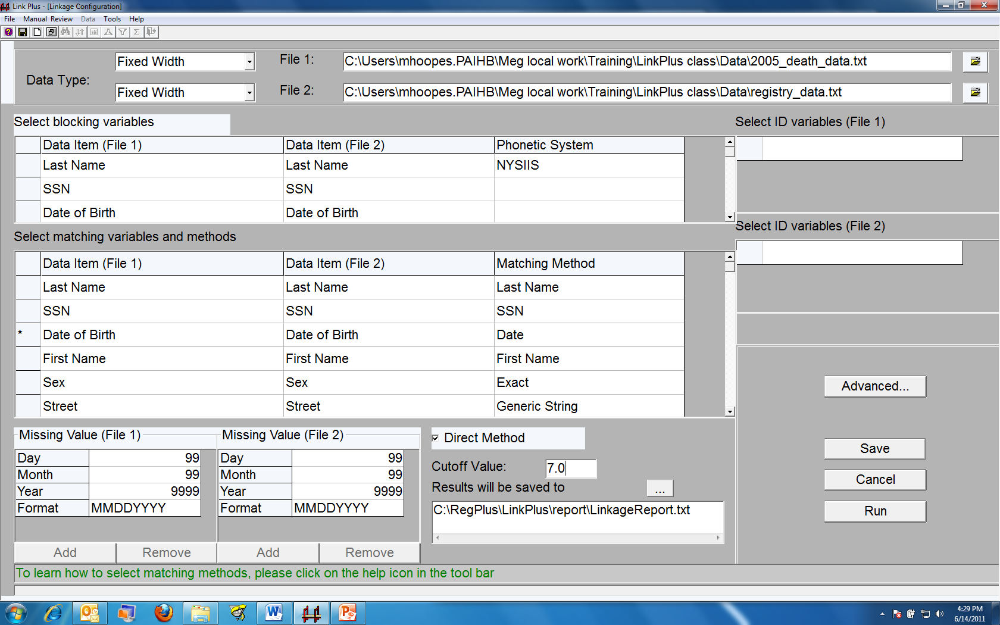 Link Plus - [Linkage Configuration]
File Manual Review Data Tools Help
Data Type:
Fixed Width
File 1:
C:\Users\mhoopes.PAIHB\Meg local work\Training\LinkPlus class\Data\2005_death_data.txt
Fixed Width
File 2:
C:\Users\mhoopes.PAIHB\Meg local work\Training\LinkPlus class\Data\registry_data.txt
Select blocking variables
Data Item (File 1) Data Item (File 2) Phonetic System
Last Name Last Name NYSIIS
SSN SSN
Date of Birth Date of Birth
Select ID variables (File 1)
Select ID variables (File 2)
Select matching variables and methods
Data Item (File 1) Data Item (File 2) Matching Method
Last Name Last Name Last Name
SSN SSN SSN
* Date of Birth Date of Birth Date
First Name First Name First Name
Sex Sex Exact
Street Street Generic String
Missing Value (File 1)
Day 99
Month 99
Year 9999
Format MMDDYYYY
Add Remove
Missing Value (File 2)
Day 99
Month 99
Year 9999
Format MMDDYYYY
Add Remove
Direct Method
Cutoff Value: 7.0
Results will be saved to ...
C:\RegPlus\LinkPlus\report\LinkageReport.txt
Advanced...
Save
Cancel
Run
To learn how to select matching methods, please click on the help icon in the tool bar
4:29 PM
6/14/2011